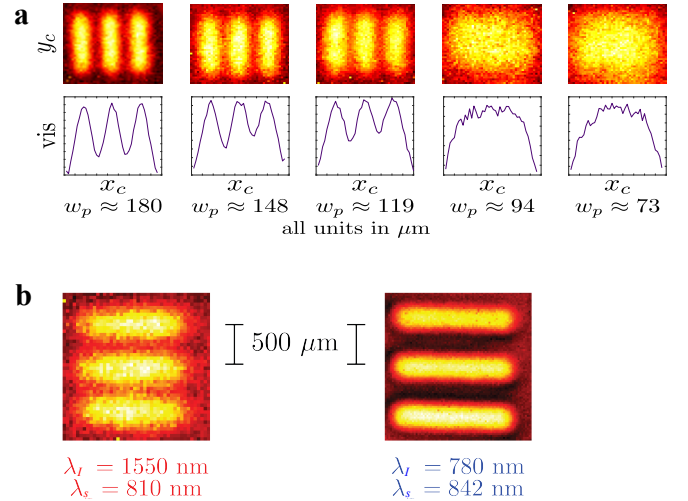 a
y_c
vis
x_c x_c x_c x_c x_c
w_p ≈ 180 w_p ≈ 148 w_p ≈ 119 w_p ≈ 94 w_p ≈ 73
all units in μm
b
500 μm
λ_I = 1550 nm λ_I = 780 nm
λ_s = 810 nm λ_s = 842 nm